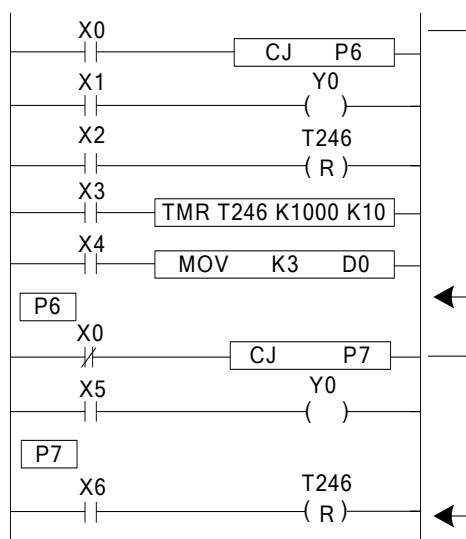 X0
CJ P6
X1 Y0
( )
X2 T246
( R )
X3
TMR T246 K1000 K10
X4
MOV K3 D0
P6
X0
CJ P7
X5 Y0
( )
P7
X6 T246
( R )